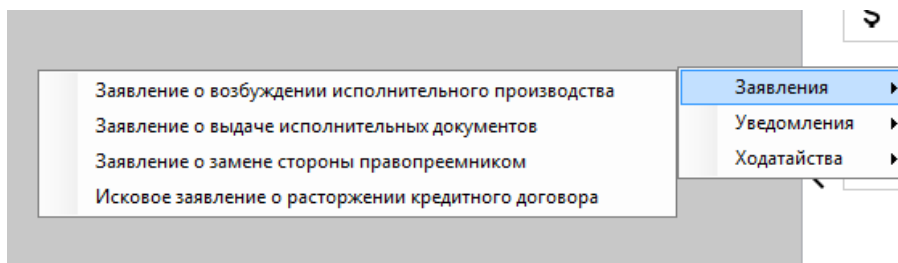 $
Заявление о возбуждении исполнительного производства
Заявление о выдаче исполнительных документов
Заявление о замене стороны правопреемником
Исковое заявление о расторжении кредитного договора
Заявления
Уведомления
Ходатайства